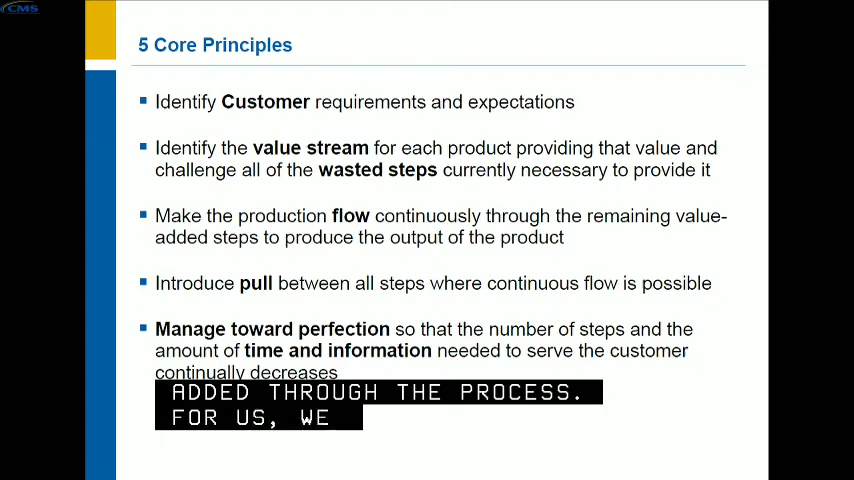 CMS
5 Core Principles
Identify Customer requirements and expectations
Identify the value stream for each product providing that value and
challenge all of the wasted steps currently necessary to provide it
Make the production flow continuously through the remaining value-
added steps to produce the output of the product
Introduce pull between all steps where continuous flow is possible
Manage toward perfection so that the number of steps and the
amount of time and information needed to serve the customer
continually decreases
ADDED THROUGH THE PROCESS.
FOR US, WE